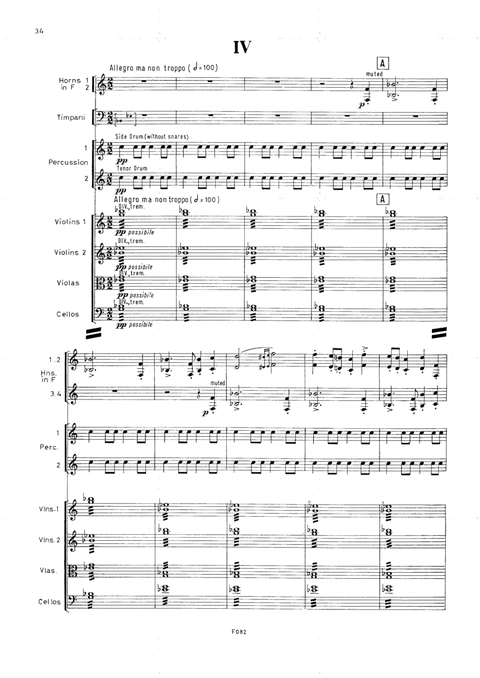 34
IV
Allegro ma non troppo (𝅗𝅥=100)
A
Horns 1
in F 2
muted
p
Timpani
Side Drum (without snares)
1
pp
Percussion
Tenor Drum
2
pp
Allegro ma non troppo (𝅗𝅥=100)
A
DIV. trem.
Violins 1
pp possibile
DIV. trem.
Violins 2
pp possibile
DIV. trem.
Violas
pp possibile
DIV. trem.
Cellos
pp possibile
1.2
Hns.
in F
muted
3.4
p
1
Perc.
2
Vlns.1
Vlns.2
Vlas.
Cellos
F082